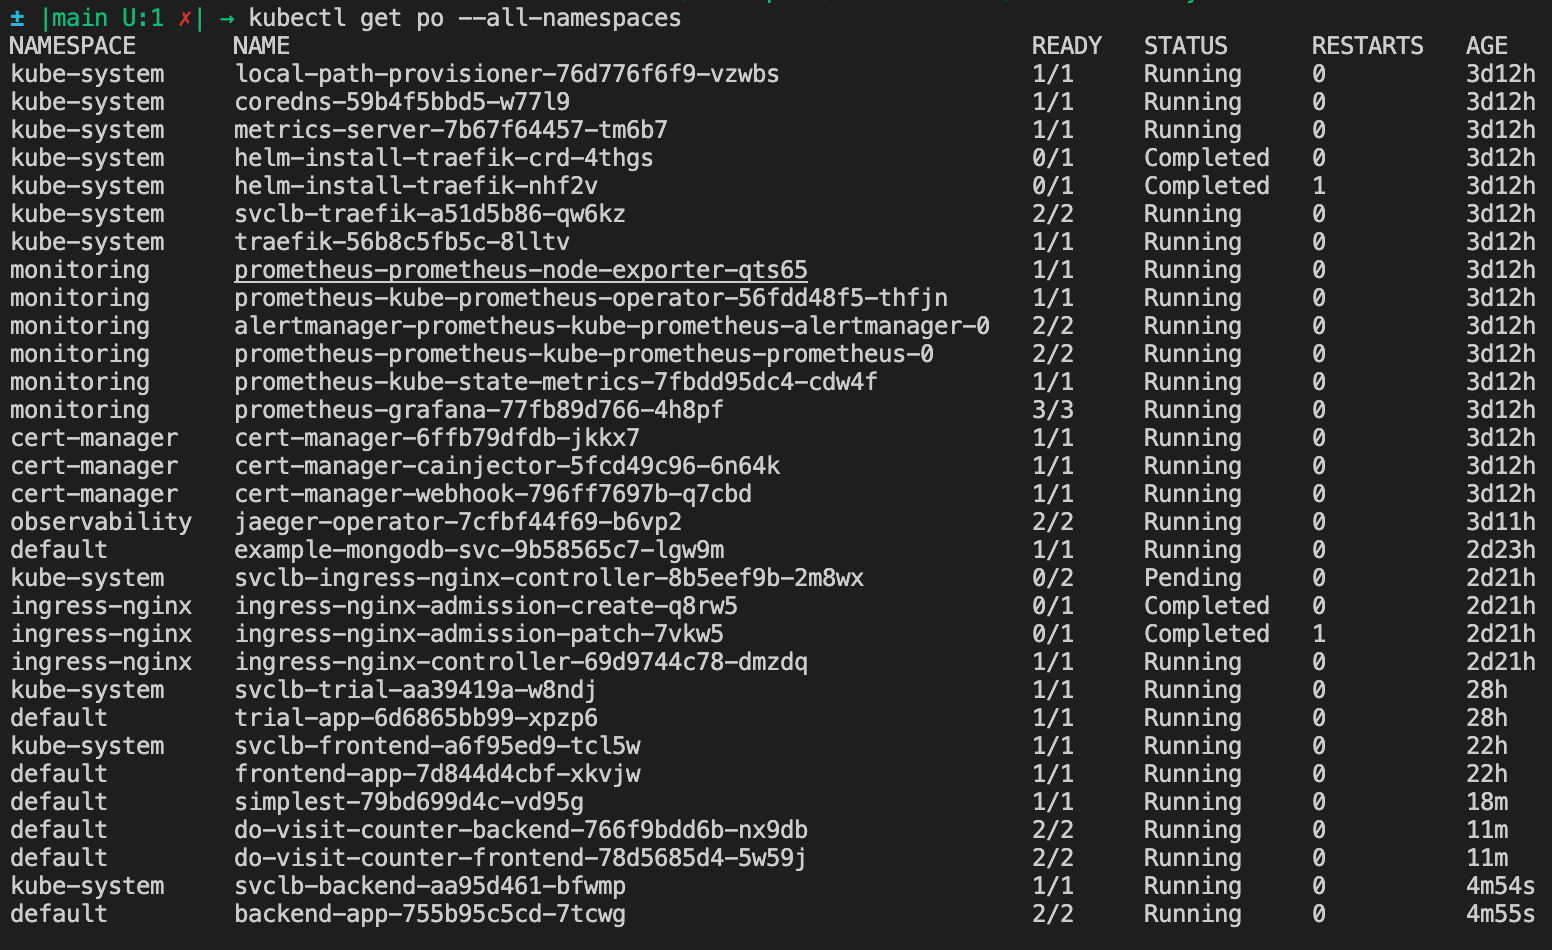 ± |main U:1 ✗| → kubectl get po --all-namespaces
NAMESPACE NAME READY STATUS RESTARTS AGE
kube-system local-path-provisioner-76d776f6f9-vzwbs 1/1 Running 0 3d12h
kube-system coredns-59b4f5bbd5-w77l9 1/1 Running 0 3d12h
kube-system metrics-server-7b67f64457-tm6b7 1/1 Running 0 3d12h
kube-system helm-install-traefik-crd-4thgs 0/1 Completed 0 3d12h
kube-system helm-install-traefik-nhf2v 0/1 Completed 1 3d12h
kube-system svclb-traefik-a51d5b86-qw6kz 2/2 Running 0 3d12h
kube-system traefik-56b8c5fb5c-8lltv 1/1 Running 0 3d12h
monitoring prometheus-prometheus-node-exporter-qts65 1/1 Running 0 3d12h
monitoring prometheus-kube-prometheus-operator-56fdd48f5-thfjn 1/1 Running 0 3d12h
monitoring alertmanager-prometheus-kube-prometheus-alertmanager-0 2/2 Running 0 3d12h
monitoring prometheus-prometheus-kube-prometheus-prometheus-0 2/2 Running 0 3d12h
monitoring prometheus-kube-state-metrics-7fbdd95dc4-cdw4f 1/1 Running 0 3d12h
monitoring prometheus-grafana-77fb89d766-4h8pf 3/3 Running 0 3d12h
cert-manager cert-manager-6ffb79dfdb-jkkx7 1/1 Running 0 3d12h
cert-manager cert-manager-cainjector-5fcd49c96-6n64k 1/1 Running 0 3d12h
cert-manager cert-manager-webhook-796ff7697b-q7cbd 1/1 Running 0 3d12h
observability jaeger-operator-7cfbf44f69-b6vp2 2/2 Running 0 3d11h
default example-mongodb-svc-9b58565c7-lgw9m 1/1 Running 0 2d23h
kube-system svclb-ingress-nginx-controller-8b5eef9b-2m8wx 0/2 Pending 0 2d21h
ingress-nginx ingress-nginx-admission-create-q8rw5 0/1 Completed 0 2d21h
ingress-nginx ingress-nginx-admission-patch-7vkw5 0/1 Completed 1 2d21h
ingress-nginx ingress-nginx-controller-69d9744c78-dmzdq 1/1 Running 0 2d21h
kube-system svclb-trial-aa39419a-w8ndj 1/1 Running 0 28h
default trial-app-6d6865bb99-xpzp6 1/1 Running 0 28h
kube-system svclb-frontend-a6f95ed9-tcl5w 1/1 Running 0 22h
default frontend-app-7d844d4cbf-xkvjw 1/1 Running 0 22h
default simplest-79bd699d4c-vd95g 1/1 Running 0 18m
default do-visit-counter-backend-766f9bdd6b-nx9db 2/2 Running 0 11m
default do-visit-counter-frontend-78d5685d4-5w59j 2/2 Running 0 11m
kube-system svclb-backend-aa95d461-bfwmp 1/1 Running 0 4m54s
default backend-app-755b95c5cd-7tcwg 2/2 Running 0 4m55s